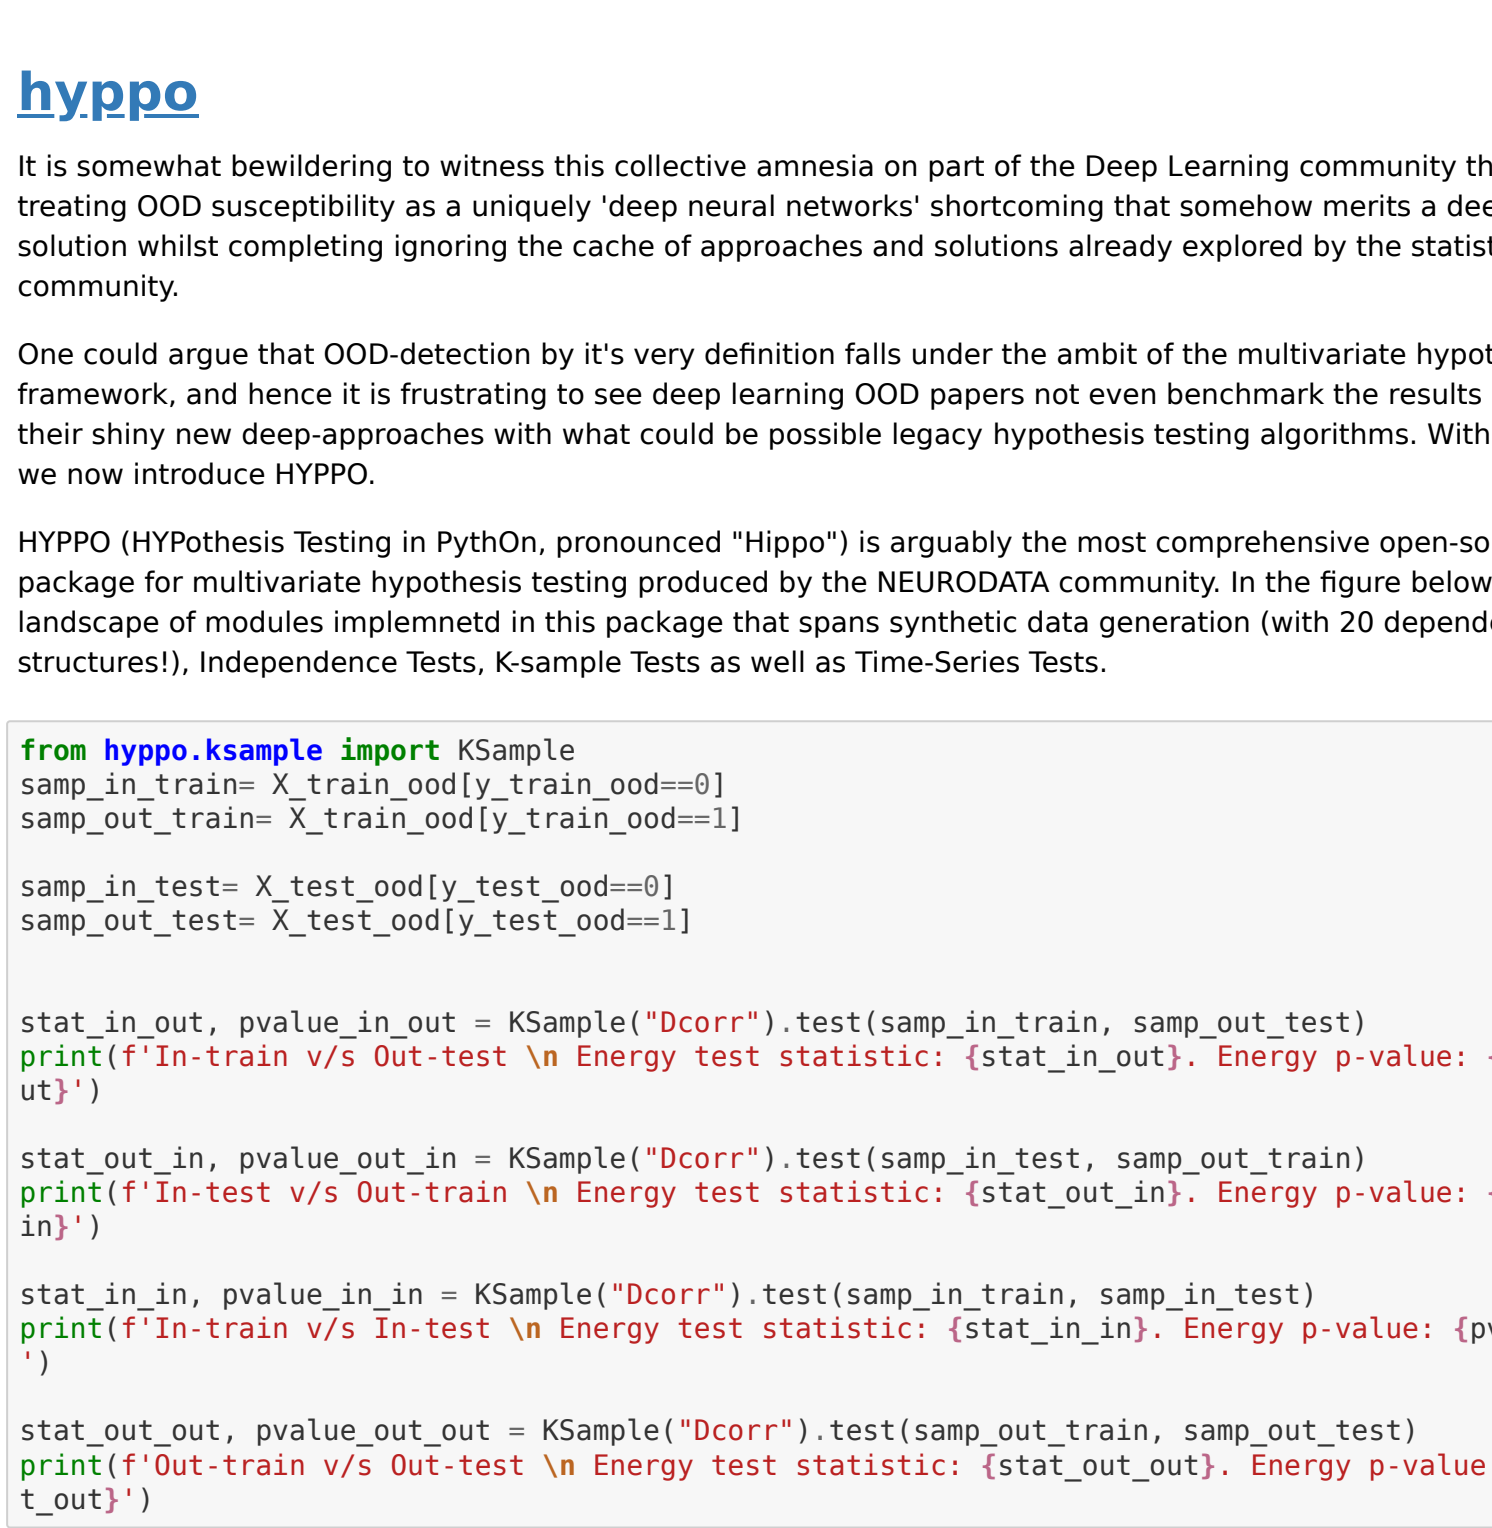 hyppo
It is somewhat bewildering to witness this collective amnesia on part of the Deep Learning community
treating OOD susceptibility as a uniquely 'deep neural networks' shortcoming that somehow merits a
solution whilst completing ignoring the cache of approaches and solutions already explored by the
community.
One could argue that OOD-detection by it's very definition falls under the ambit of the multivariate
framework, and hence it is frustrating to see deep learning OOD papers not even benchmark the results
their shiny new deep-approaches with what could be possible legacy hypothesis testing algorithms. With
we now introduce HYPPO.
HYPPO (HYPothesis Testing in PythOn, pronounced "Hippo") is arguably the most comprehensive
package for multivariate hypothesis testing produced by the NEURODATA community. In the figure below
landscape of modules implemnetd in this package that spans synthetic data generation (with 20
structures!), Independence Tests, K-sample Tests as well as Time-Series Tests.
from hyppo.ksample import KSample
samp_in_train= X_train_ood[y_train_ood==0]
samp_out_train= X_train_ood[y_train_ood==1]
samp_in_test= X_test_ood[y_test_ood==0]
samp_out_test= X_test_ood[y_test_ood==1]
stat_in_out, pvalue_in_out = KSample("Dcorr").test(samp_in_train, samp_out_test)
print(f'In-train v/s Out-test \n Energy test statistic: {stat_in_out}. Energy p-value:
ut}')
stat_out_in, pvalue_out_in = KSample("Dcorr").test(samp_in_test, samp_out_train)
print(f'In-test v/s Out-train \n Energy test statistic: {stat_out_in}. Energy p-value:
in}')
stat_in_in, pvalue_in_in = KSample("Dcorr").test(samp_in_train, samp_in_test)
print(f'In-train v/s In-test \n Energy test statistic: {stat_in_in}. Energy p-value:
')
stat_out_out, pvalue_out_out = KSample("Dcorr").test(samp_out_train, samp_out_test)
print(f'Out-train v/s Out-test \n Energy test statistic: {stat_out_out}. Energy p-value
t_out}')